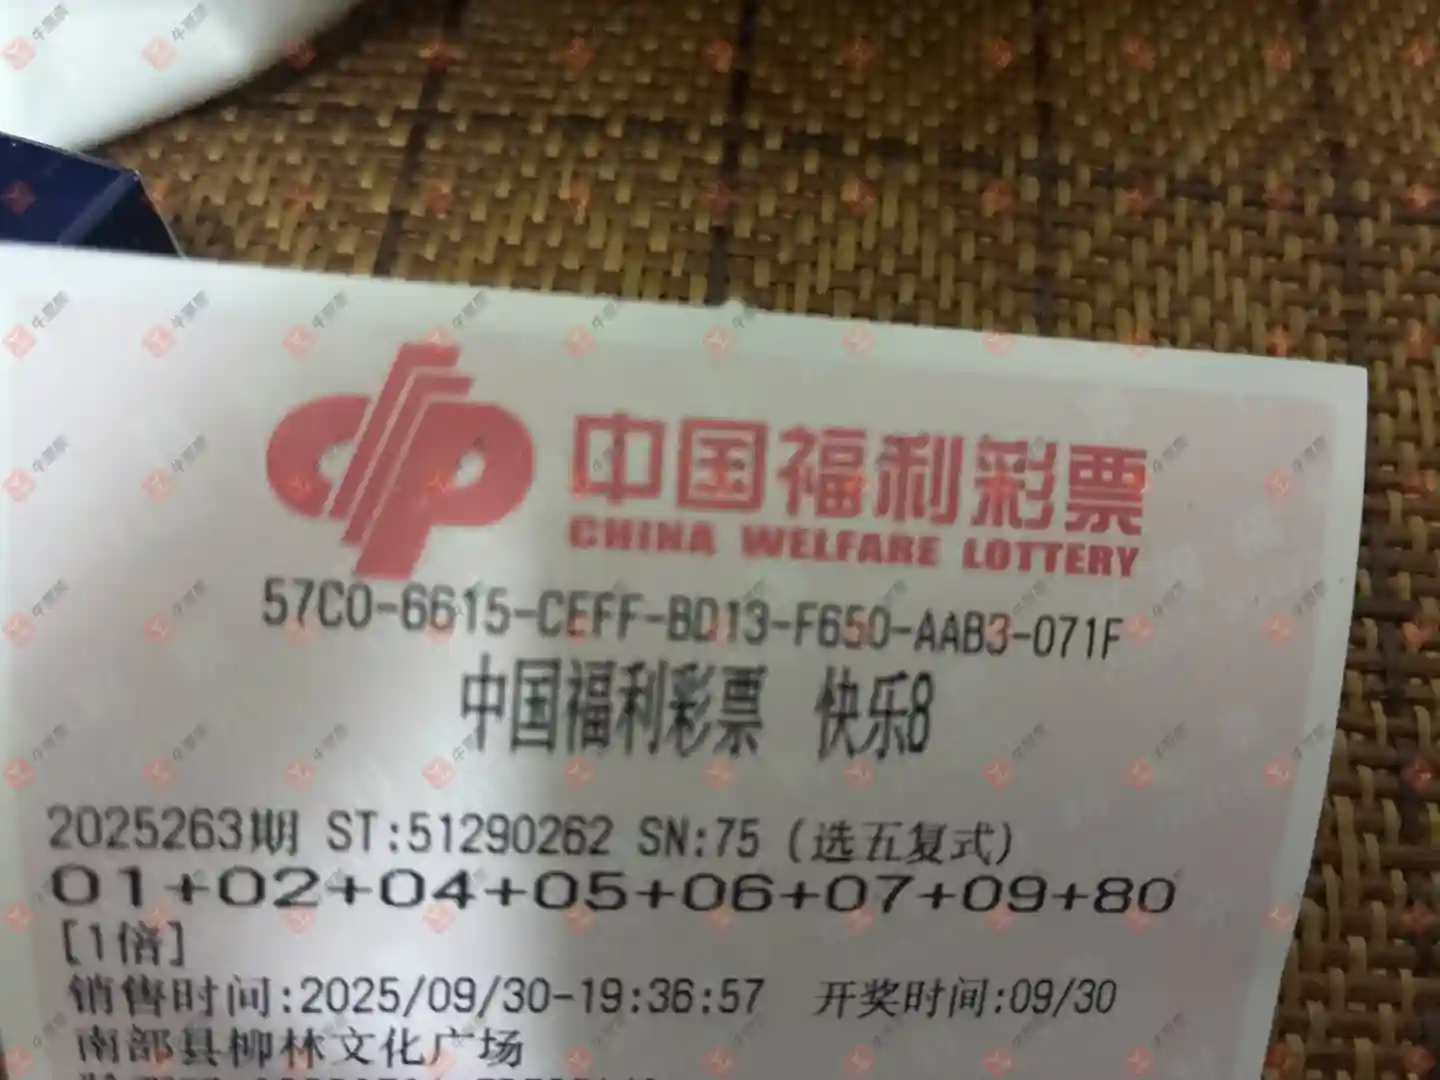 中国福利彩票
CHINA WELFARE LOTTERY
57C0-6615-CEFF-BD13-F650-AAB3-071F
中国福利彩票 快乐8
2025263期 ST:51290262 SN:75 (选五复式)
01+02+04+05+06+07+09+80
[1倍]
销售时间:2025/09/30-19:36:57 开奖时间:09/30
南部县柳林文化广场